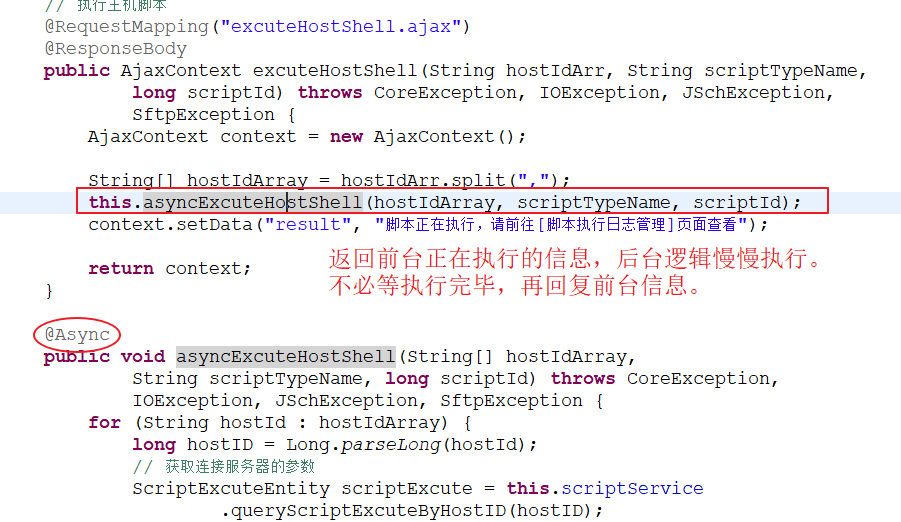 // 执行主机脚本
@RequestMapping("excuteHostShell.ajax")
@ResponseBody
public AjaxContext excuteHostShell(String hostIdArr, String scriptTypeName,
long scriptId) throws CoreException, IOException, JSchException,
SftpException {
AjaxContext context = new AjaxContext();
String[] hostIdArray = hostIdArr.split(",");
this.asyncExcuteHostShell(hostIdArray, scriptTypeName, scriptId);
context.setData("result", "脚本正在执行，请前往[脚本执行日志管理]页面查看");
return context;
返回前台正在执行的信息，后台逻辑慢慢执行。
不必等执行完毕，再回复前台信息。
}
@Async
public void asyncExcuteHostShell(String[] hostIdArray,
String scriptTypeName, long scriptId) throws CoreException,
IOException, JSchException, SftpException {
for (String hostId : hostIdArray) {
long hostID = Long.parseLong(hostId);
// 获取连接服务器的参数
ScriptExcuteEntity scriptExcute = this.scriptService
.queryScriptExcuteByHostID(hostID);